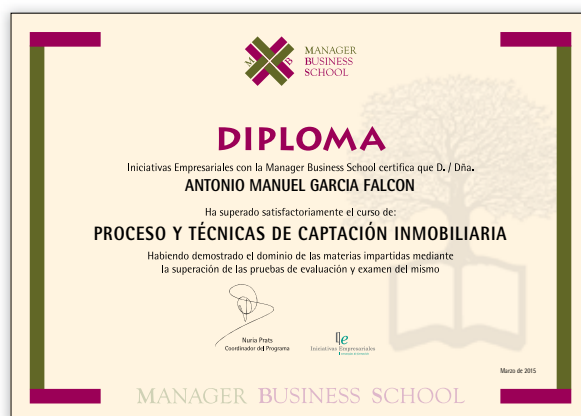 M B
MANAGER
BUSINESS
SCHOOL
DIPLOMA
Iniciativas Empresariales con la Manager Business School certifica que D. / Dña.
ANTONIO MANUEL GARCIA FALCON
Ha superado satisfactoriamente el curso de:
PROCESO Y TÉCNICAS DE CAPTACIÓN INMOBILIARIA
Habiendo demostrado el dominio de las materias impartidas mediante
la superación de las pruebas de evaluación y examen del mismo
Nuria Prats
Coordinador del Programa
Iniciativas Empresariales
Marzo de 2015
MANAGER BUSINESS SCHOOL